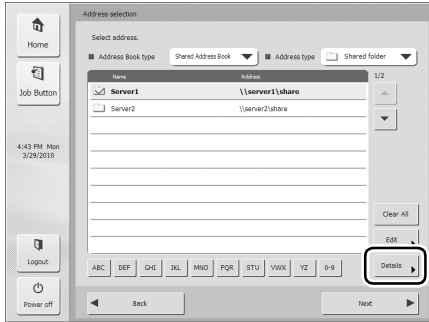 Address selection
Home
Job Button
4:43 PM Mon
3/29/2010
Logout
Power off
Select address.
Address Book type
Shared Address Book
Address type
Shared folder
Name
Address
1/2
Server1
\\server1\share
Server2
\\server2\share
Clear All
Edit
Details
ABC
DEF
GHI
JKL
MNO
PQR
STU
VWX
YZ
0-9
Back
Next